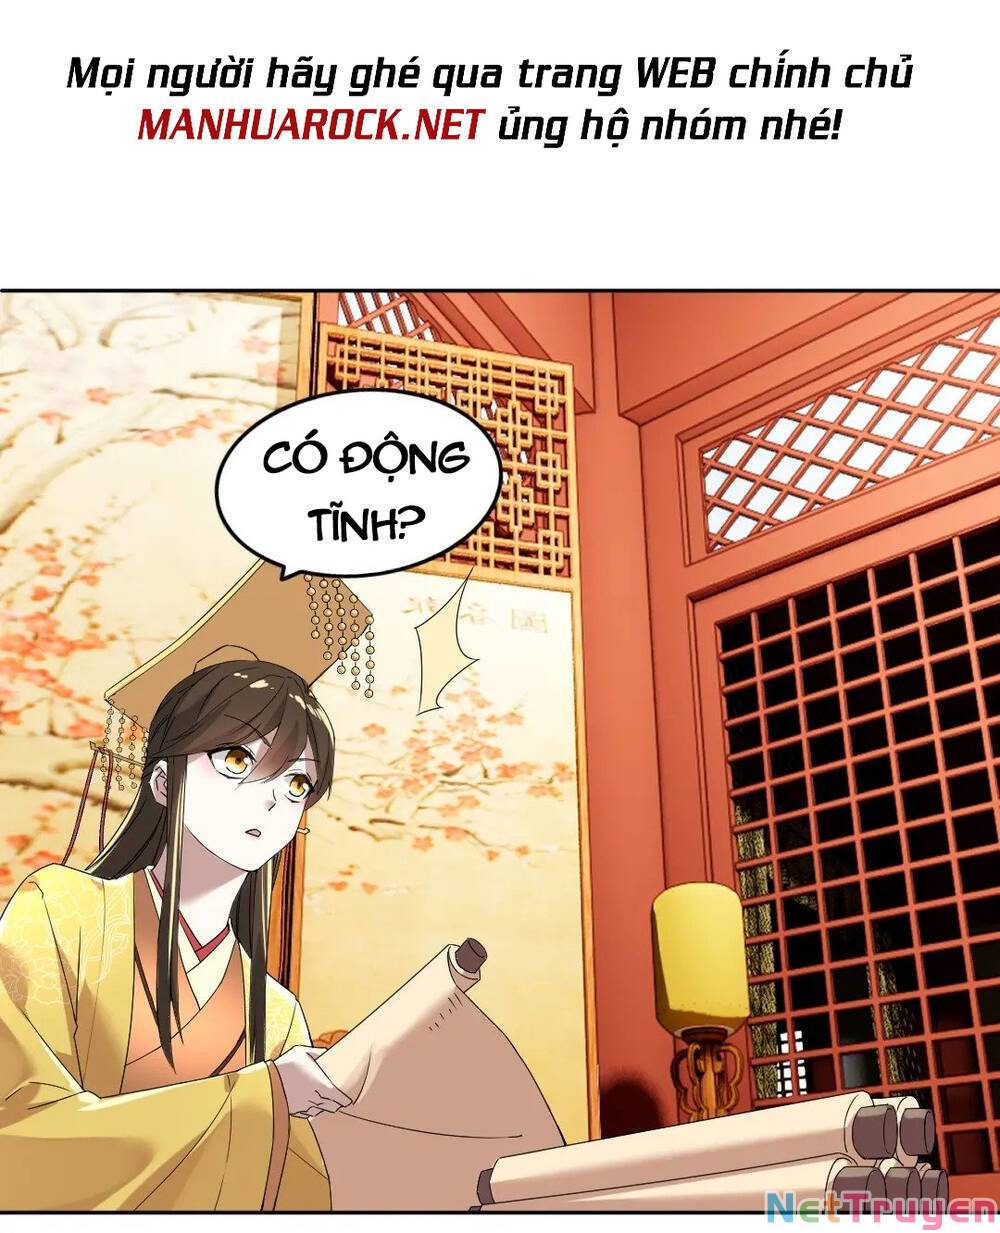 Mọi người hãy ghé qua trang WEB chính chủ
MANHUAROCK.NET ủng hộ nhóm nhé!
CÓ ĐỘNG
TĨNH?
NetTruyen